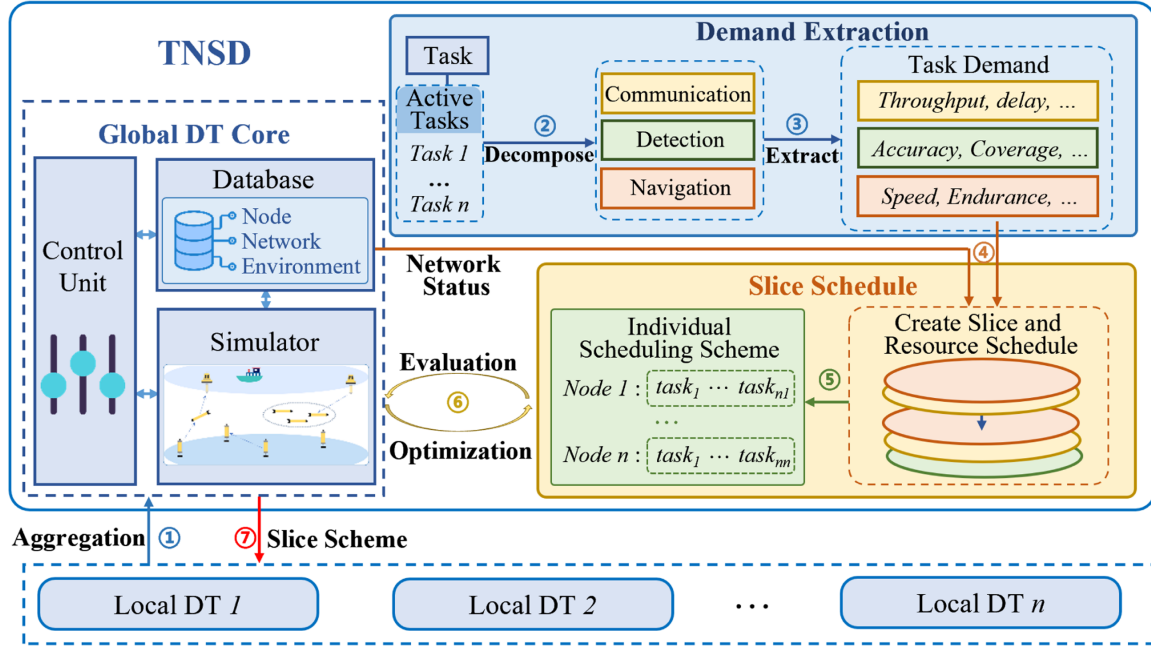 TNSD
Demand Extraction
Task
Active
Tasks
Task 1
...
Task n
②
Decompose
Communication
Detection
Navigation
③
Extract
Task Demand
Throughput, delay, ...
Accuracy, Coverage, ...
Speed, Endurance, ...
Global DT Core
Control
Unit
Database
Node
Network
Environment
Simulator
Network
Status
④
Slice Schedule
Individual
Scheduling Scheme
Node 1 : task₁ ⋯ taskₙ₁
...
Node n : task₁ ⋯ taskₙₙ
⑤
Create Slice and
Resource Schedule
Evaluation
⑥
Optimization
Aggregation ①
⑦ Slice Scheme
Local DT 1
Local DT 2
...
Local DT n